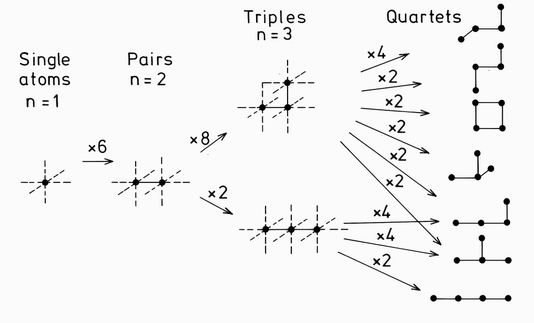 Single
atoms
n=1
Pairs
n=2
Triples
n=3
Quartets
×6
×8
×2
×4
×2
×2
×2
×2
×2
×4
×4
×2